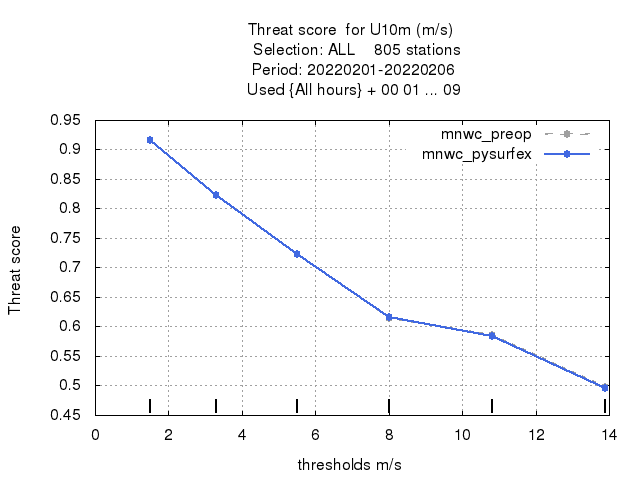 Threat score  for U10m (m/s)
Selection: ALL    805 stations
Period: 20220201-20220206
Used {All hours} + 00 01 ... 09
mnwc_preop
mnwc_pysurfex
Threat score
0.95
0.9
0.85
0.8
0.75
0.7
0.65
0.6
0.55
0.5
0.45
0 2 4 6 8 10 12 14
thresholds m/s